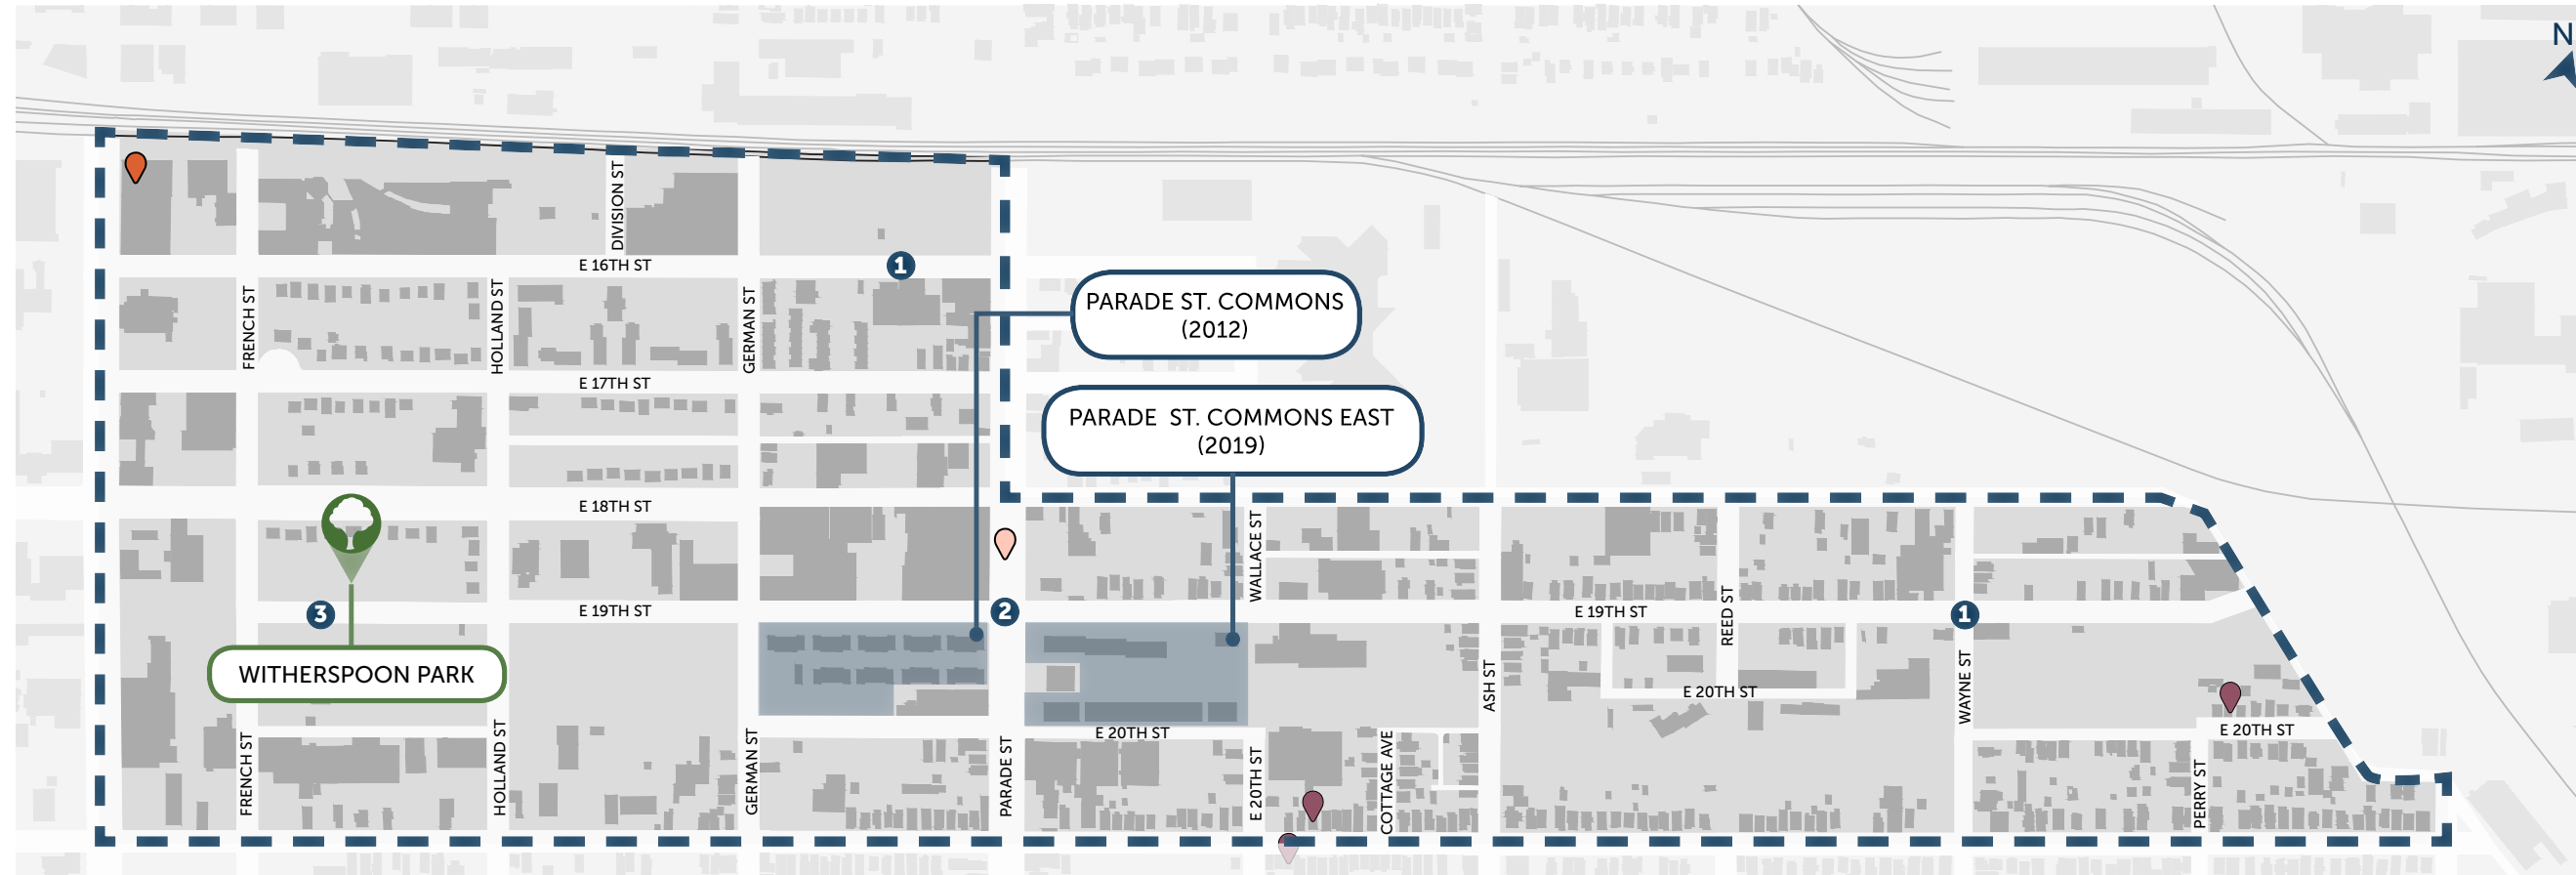 N
DIVISION ST
E 16TH ST
1
FRENCH ST
HOLLAND ST
GERMAN ST
PARADE ST. COMMONS
(2012)
E 17TH ST
PARADE ST. COMMONS EAST
(2019)
E 18TH ST
WALLACE ST
E 19TH ST
3
2
E 19TH ST
REED ST
1
WITHERSPOON PARK
ASH ST
E 20TH ST
WAYNE ST
FRENCH ST
HOLLAND ST
GERMAN ST
PARADE ST
E 20TH ST
E 20TH ST
COTTAGE AVE
PERRY ST
E 20TH ST